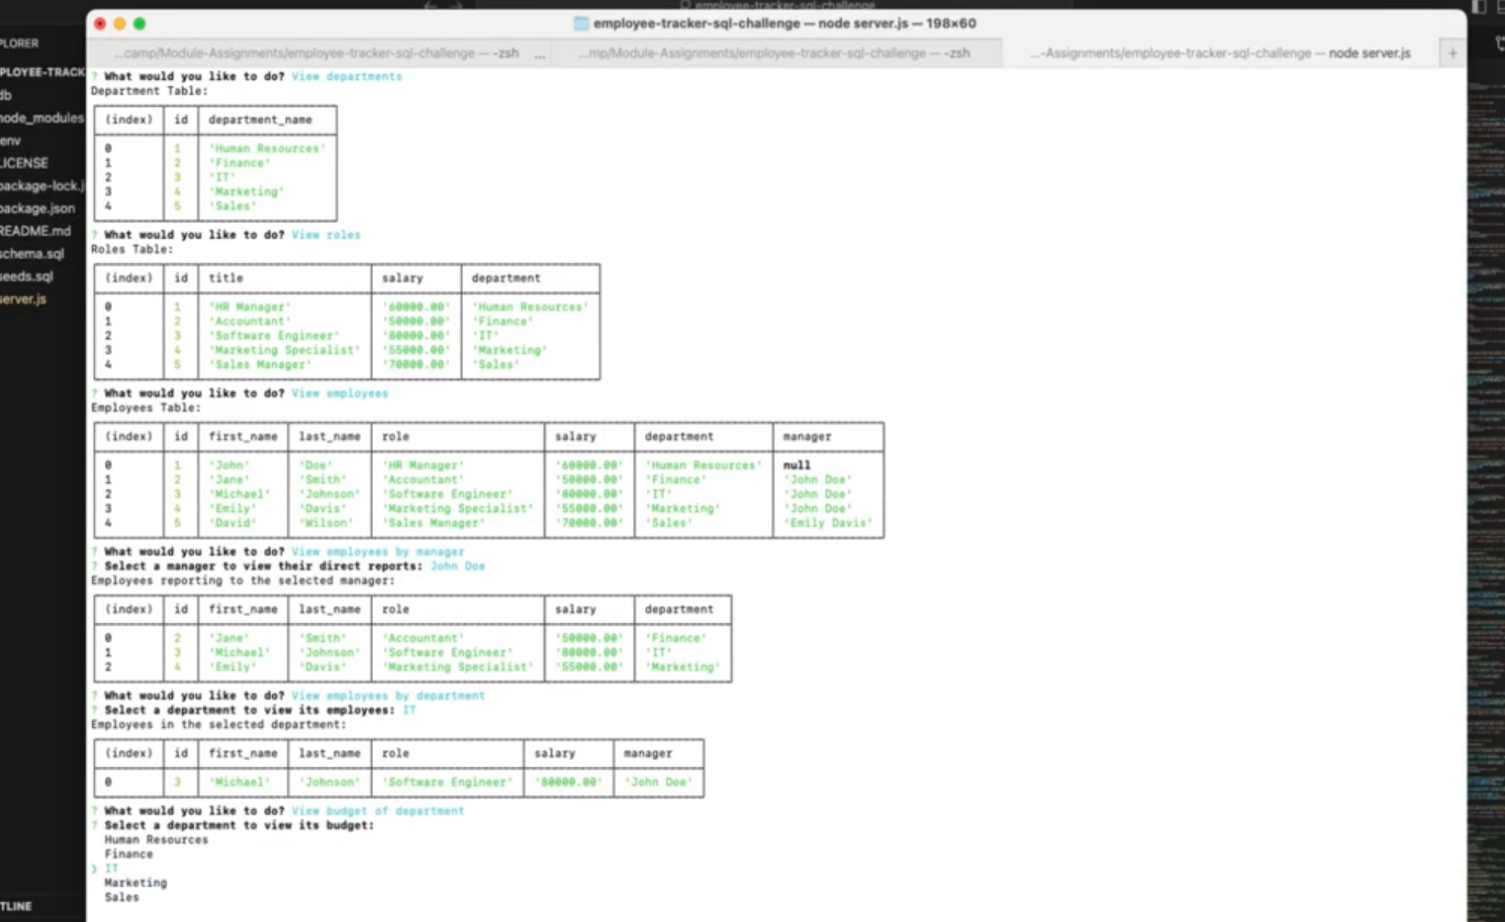 employee-tracker-sql-challenge
employee-tracker-sql-challenge — node server.js — 198×60
...camp/Module-Assignments/employee-tracker-sql-challenge — -zsh ... ...mp/Module-Assignments/employee-tracker-sql-challenge — -zsh ...-Assignments/employee-tracker-sql-challenge — node server.js +
PLORER
PLOYEE-TRACK
db
node_modules
env
LICENSE
package-lock.j
package.json
README.md
schema.sql
seeds.sql
server.js
TLINE
? What would you like to do? View departments
Department Table:
(index) id department_name
0 1 'Human Resources'
1 2 'Finance'
2 3 'IT'
3 4 'Marketing'
4 5 'Sales'
? What would you like to do? View roles
Roles Table:
(index) id title salary department
0 1 'HR Manager' '60000.00' 'Human Resources'
1 2 'Accountant' '50000.00' 'Finance'
2 3 'Software Engineer' '80000.00' 'IT'
3 4 'Marketing Specialist' '55000.00' 'Marketing'
4 5 'Sales Manager' '70000.00' 'Sales'
? What would you like to do? View employees
Employees Table:
(index) id first_name last_name role salary department manager
0 1 'John' 'Doe' 'HR Manager' '60000.00' 'Human Resources' null
1 2 'Jane' 'Smith' 'Accountant' '50000.00' 'Finance' 'John Doe'
2 3 'Michael' 'Johnson' 'Software Engineer' '80000.00' 'IT' 'John Doe'
3 4 'Emily' 'Davis' 'Marketing Specialist' '55000.00' 'Marketing' 'John Doe'
4 5 'David' 'Wilson' 'Sales Manager' '70000.00' 'Sales' 'Emily Davis'
? What would you like to do? View employees by manager
? Select a manager to view their direct reports: John Doe
Employees reporting to the selected manager:
(index) id first_name last_name role salary department
0 2 'Jane' 'Smith' 'Accountant' '50000.00' 'Finance'
1 3 'Michael' 'Johnson' 'Software Engineer' '80000.00' 'IT'
2 4 'Emily' 'Davis' 'Marketing Specialist' '55000.00' 'Marketing'
? What would you like to do? View employees by department
? Select a department to view its employees: IT
Employees in the selected department:
(index) id first_name last_name role salary manager
0 3 'Michael' 'Johnson' 'Software Engineer' '80000.00' 'John Doe'
? What would you like to do? View budget of department
? Select a department to view its budget:
Human Resources
Finance
❯ IT
Marketing
Sales